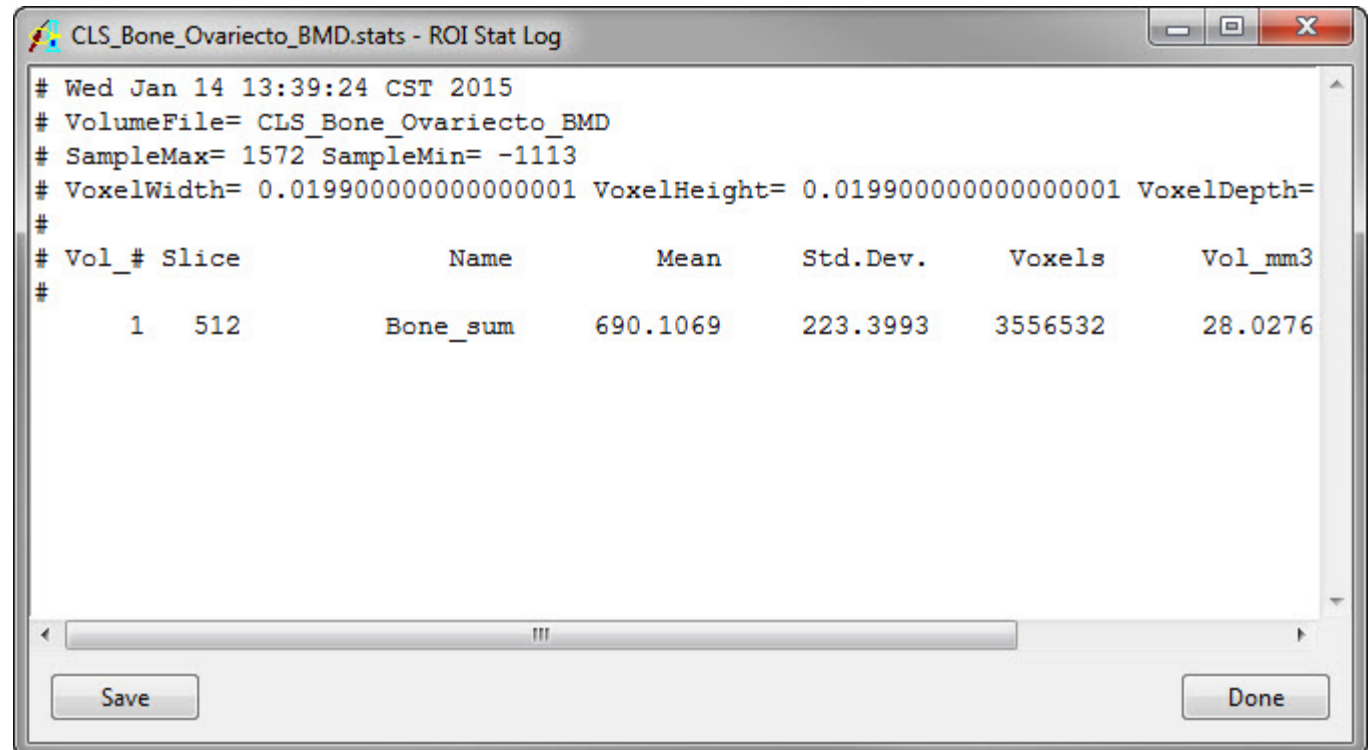 CLS_Bone_Ovariecto_BMD.stats - ROI Stat Log
# Wed Jan 14 13:39:24 CST 2015
# VolumeFile= CLS_Bone_Ovariecto_BMD
# SampleMax= 1572 SampleMin= -1113
# VoxelWidth= 0.019900000000000001 VoxelHeight= 0.019900000000000001 VoxelDepth=
#
# Vol_# Slice Name Mean Std.Dev. Voxels Vol_mm3
#
1 512 Bone_sum 690.1069 223.3993 3556532 28.0276
Save Done